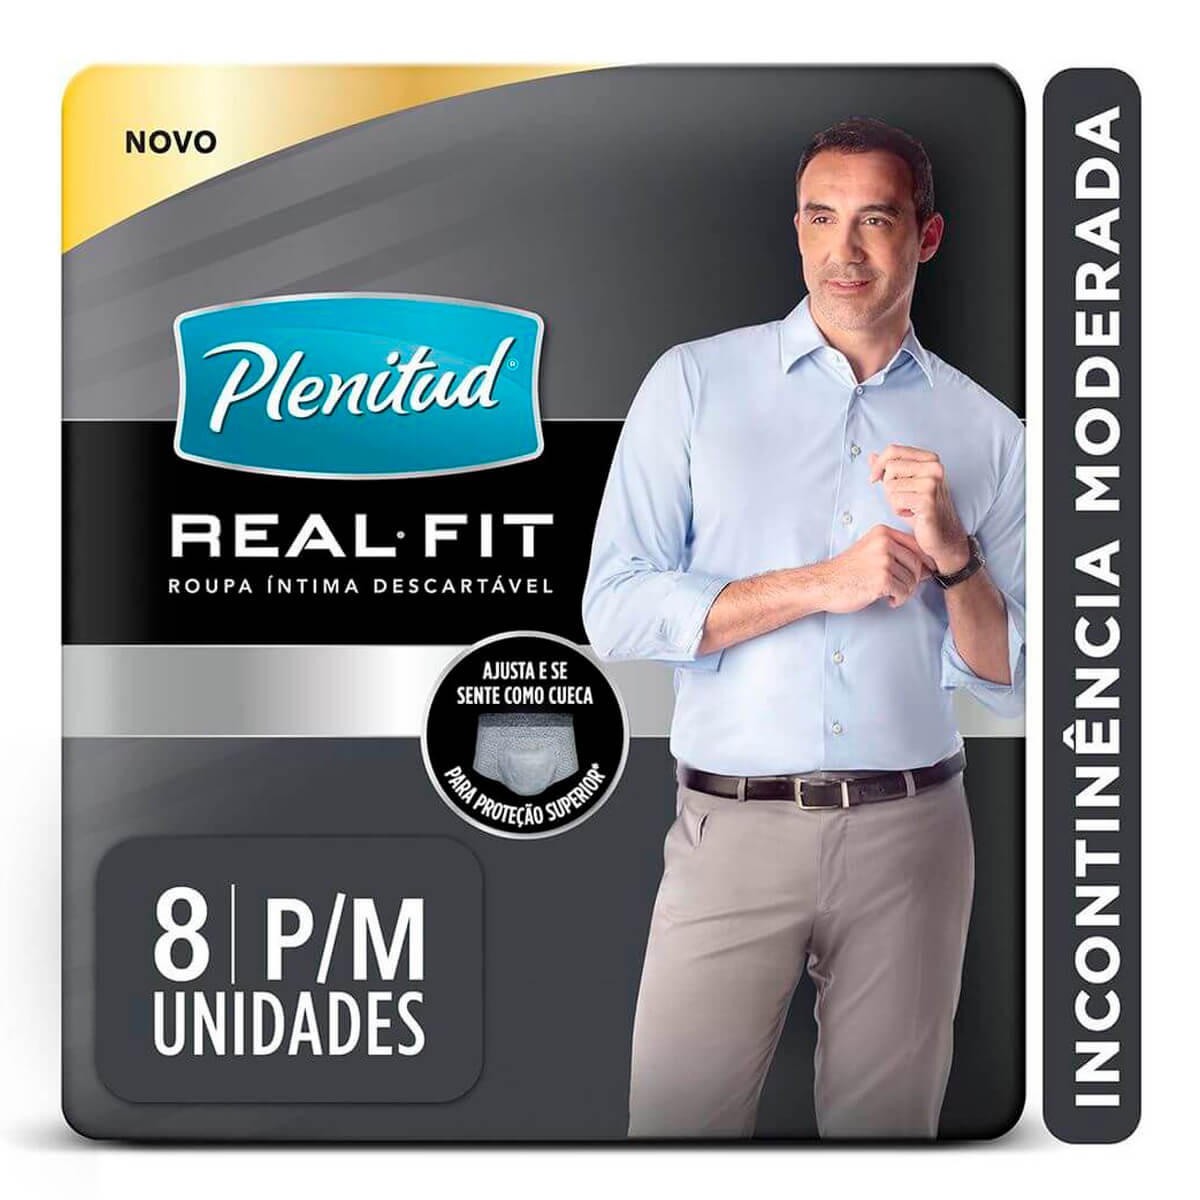 NOVO
Plenitud®
REAL·FIT
ROUPA ÍNTIMA DESCARTÁVEL
AJUSTA E SE
SENTE COMO CUECA
PARA PROTEÇÃO SUPERIOR*
8 P/M
UNIDADES
INCONTINÊNCIA MODERADA